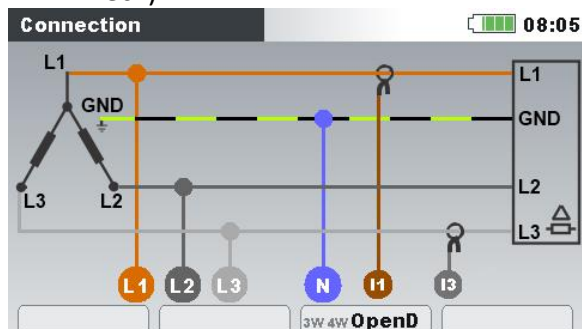 Connection 08:05
L1
L1
GND
GND
L3
L2
L2
L3
L1 L2 L3 N I1 I3
3W 4W OpenD